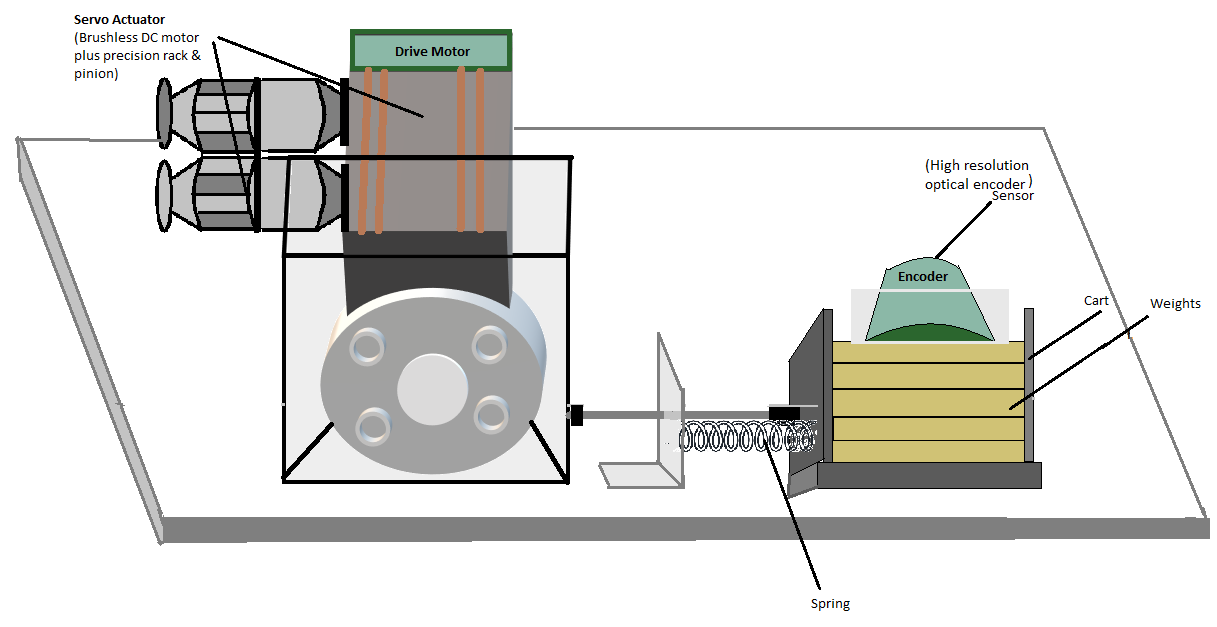 Servo Actuator
(Brushless DC motor
plus precision rack &
pinion)
Drive Motor
(High resolution
optical encoder )
Sensor
Encoder
Cart
Weights
Spring